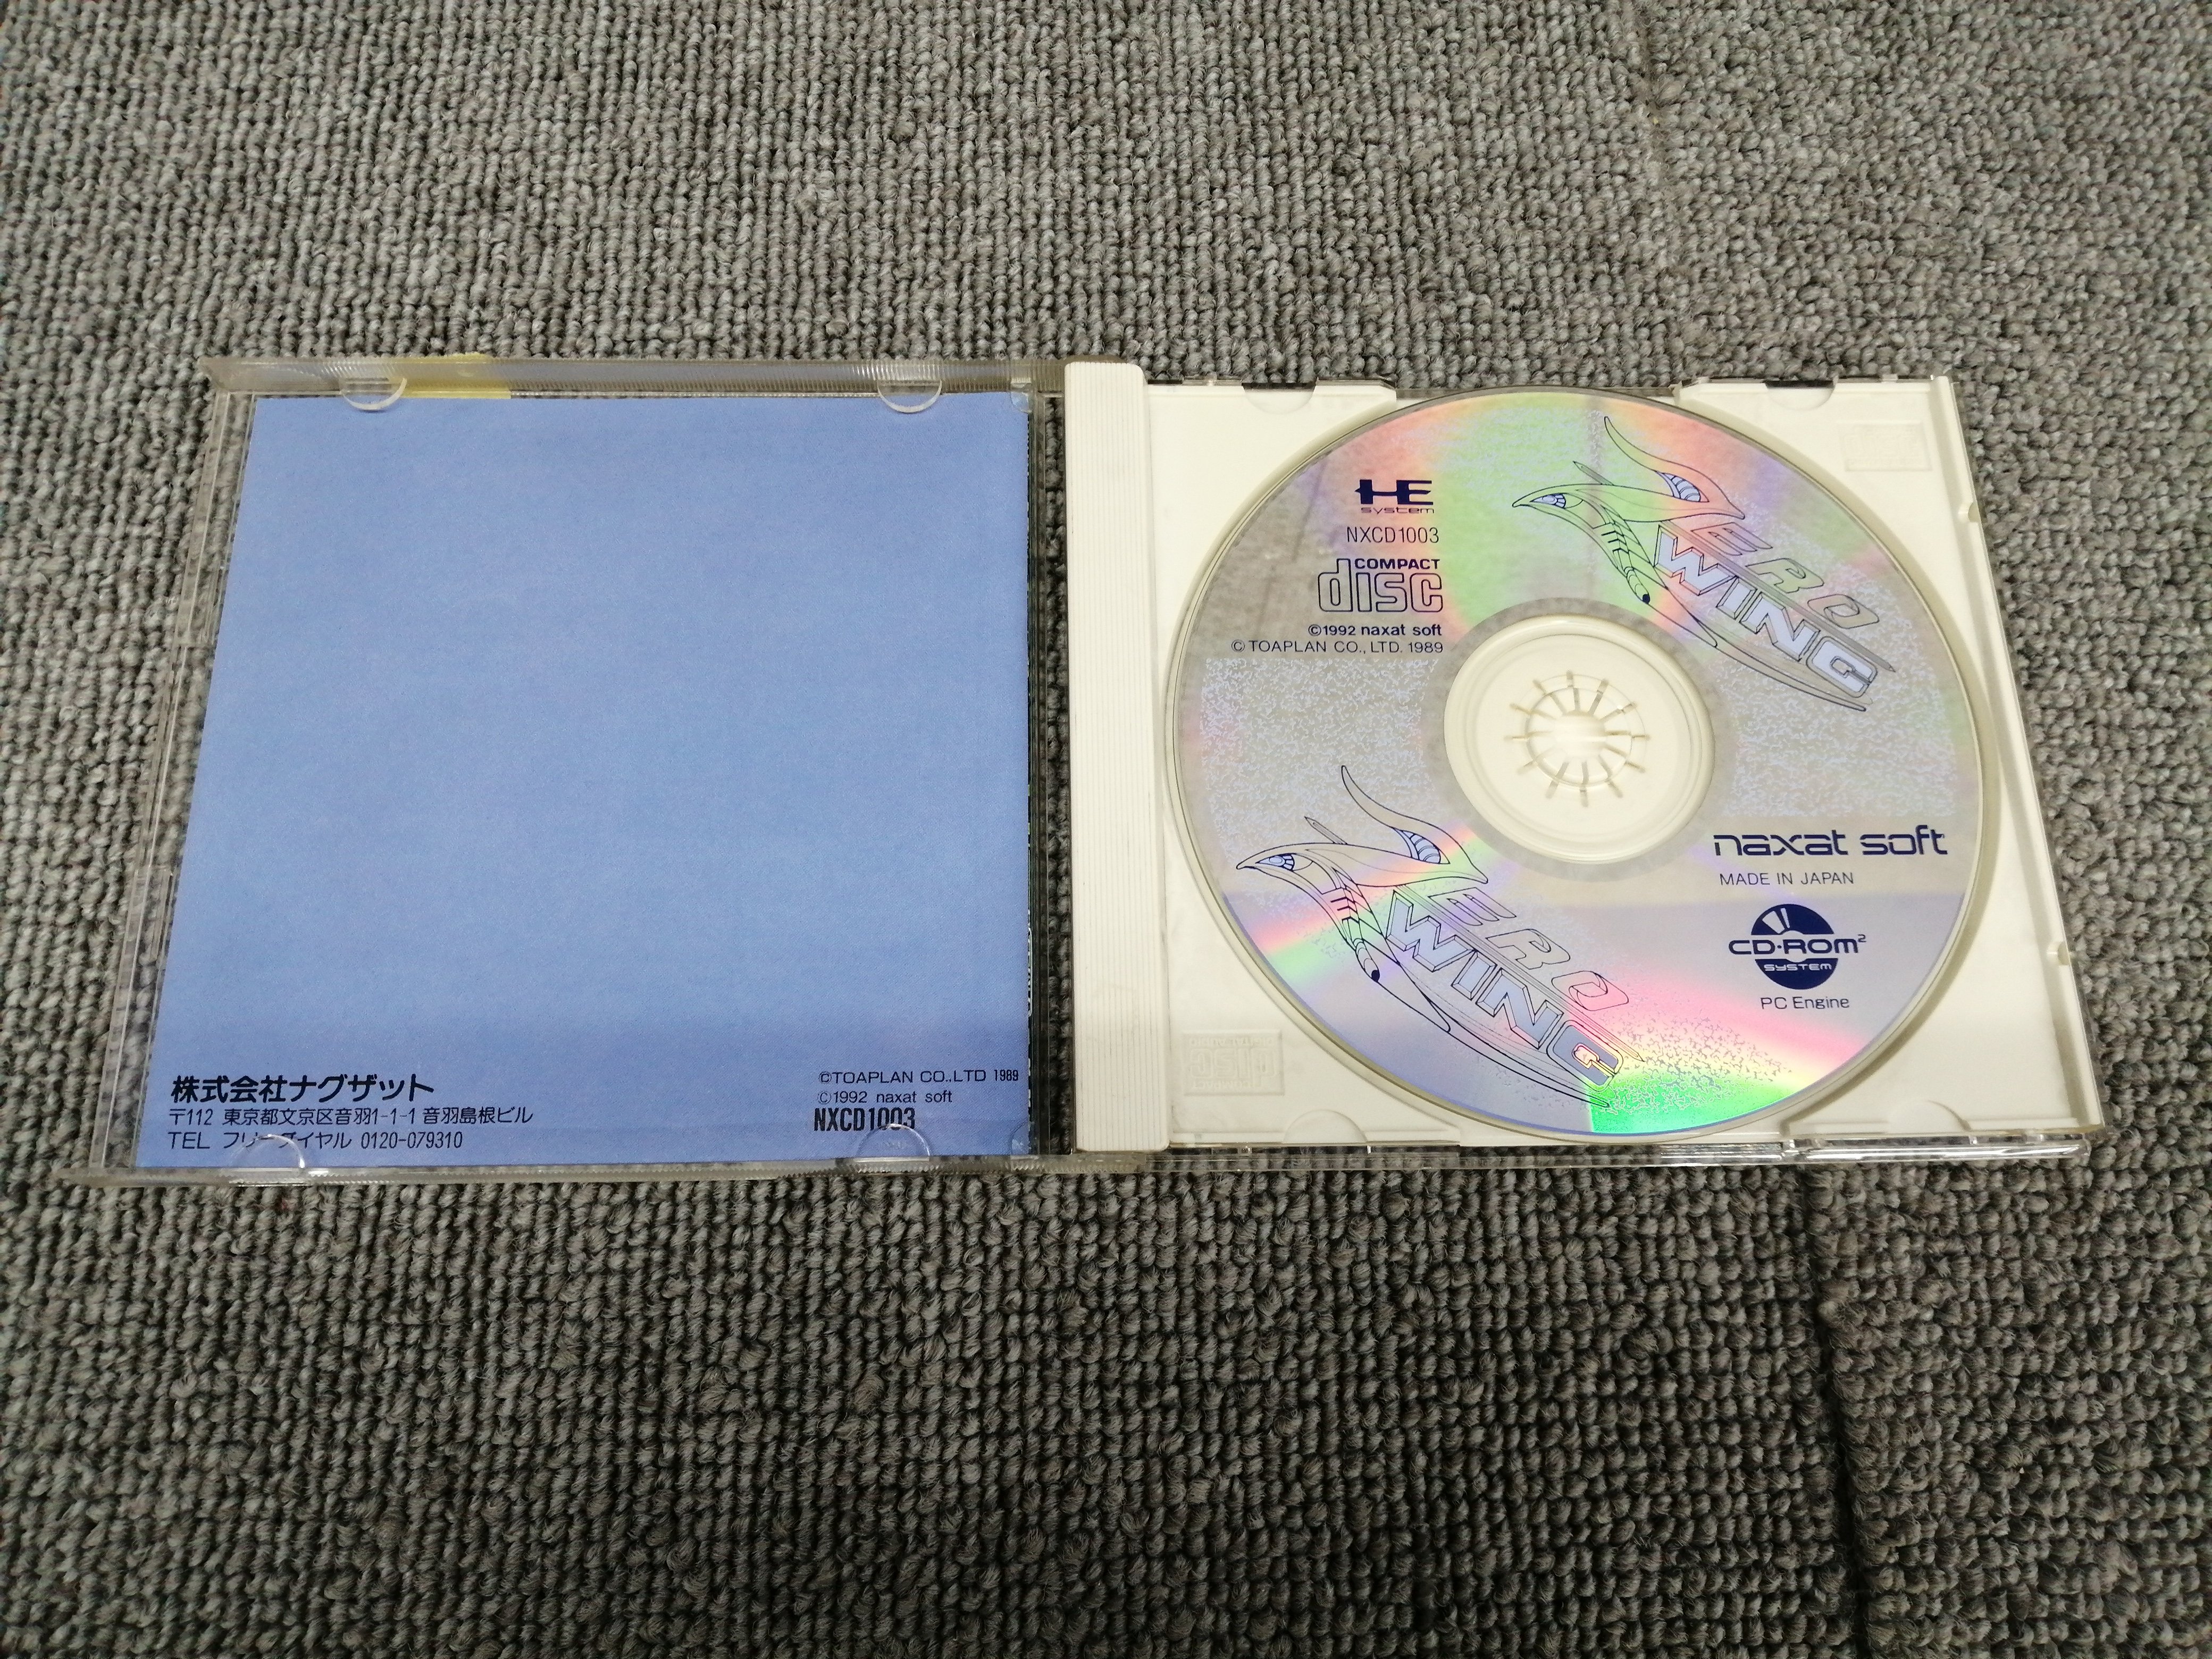 株式会社ナグザット
〒112 東京都文京区音羽1-1-1 音羽島根ビル
TEL フリーダイヤル 0120-079310
©TOAPLAN CO.,LTD 1989
©1992 naxat soft
NXCD1003
HE
system
NXCD1003
COMPACT
disc
©1992 naxat soft
©TOAPLAN CO., LTD. 1989
ZERO
WING
ZERO
WING
naxat soft
MADE IN JAPAN
CD-ROM²
SYSTEM
PC Engine